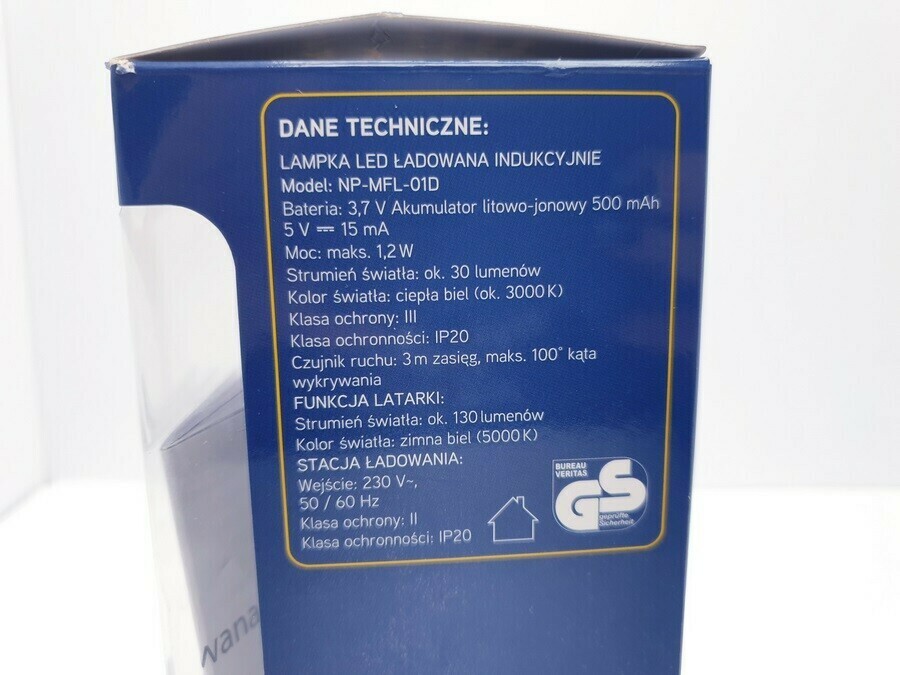 DANE TECHNICZNE:
LAMPKA LED ŁADOWANA INDUKCYJNIE
Model: NP-MFL-01D
Bateria: 3,7 V Akumulator litowo-jonowy 500 mAh
5 V ⎓ 15 mA
Moc: maks. 1,2 W
Strumień światła: ok. 30 lumenów
Kolor światła: ciepła biel (ok. 3000 K)
Klasa ochrony: III
Klasa ochronności: IP20
Czujnik ruchu: 3 m zasięg, maks. 100° kąta
wykrywania
FUNKCJA LATARKI:
Strumień światła: ok. 130 lumenów
Kolor światła: zimna biel (5000 K)
STACJA ŁADOWANIA:
Wejście: 230 V~,
50 / 60 Hz
Klasa ochrony: II
Klasa ochronności: IP20
BUREAU
VERITAS
GS
geprüfte
Sicherheit
wana